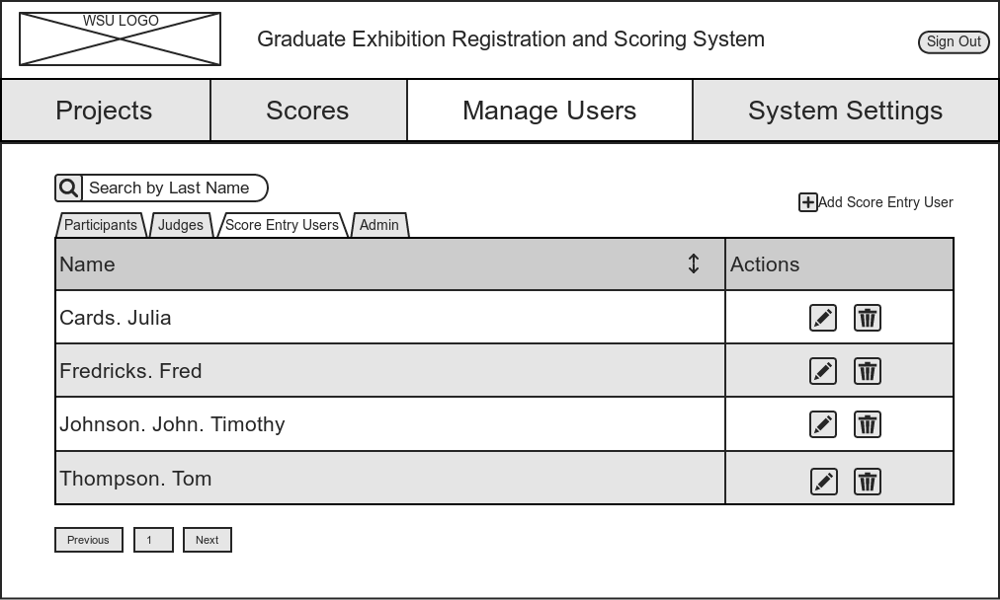 WSU LOGO
Graduate Exhibition Registration and Scoring System
Sign Out
Projects
Scores
Manage Users
System Settings
Search by Last Name
Add Score Entry User
Participants
Judges
Score Entry Users
Admin
Name
Actions
Cards. Julia
Fredricks. Fred
Johnson. John. Timothy
Thompson. Tom
Previous
1
Next